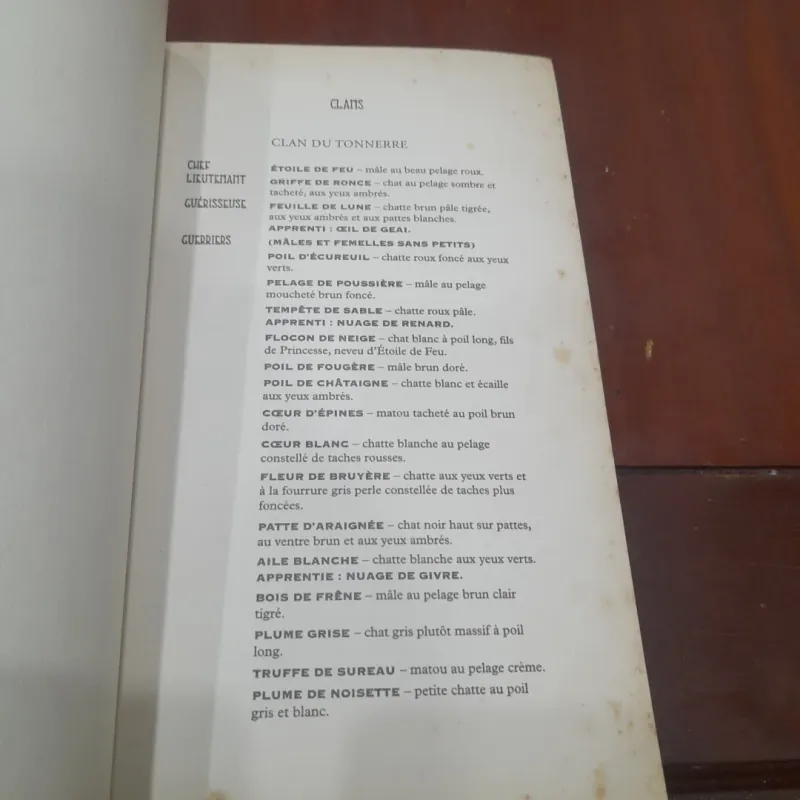 CLANS
CLAN DU TONNERRE
CHEF ÉTOILE DE FEU – mâle au beau pelage roux.
LIEUTENANT GRIFFE DE RONCE – chat au pelage sombre et
tacheté, aux yeux ambrés.
GUÉRISSEUSE FEUILLE DE LUNE – chatte brun pâle tigrée,
aux yeux ambrés et aux pattes blanches.
APPRENTI : ŒIL DE GEAI.
GUERRIERS (MÂLES ET FEMELLES SANS PETITS)
POIL D'ÉCUREUIL – chatte roux foncé aux yeux
verts.
PELAGE DE POUSSIÈRE – mâle au pelage
moucheté brun foncé.
TEMPÊTE DE SABLE – chatte roux pâle.
APPRENTI : NUAGE DE RENARD.
FLOCON DE NEIGE – chat blanc à poil long, fils
de Princesse, neveu d'Étoile de Feu.
POIL DE FOUGÈRE – mâle brun doré.
POIL DE CHÂTAIGNE – chatte blanc et écaille
aux yeux ambrés.
CŒUR D'ÉPINES – matou tacheté au poil brun
doré.
CŒUR BLANC – chatte blanche au pelage
constellé de taches rousses.
FLEUR DE BRUYÈRE – chatte aux yeux verts et
à la fourrure gris perle constellée de taches plus
foncées.
PATTE D'ARAIGNÉE – chat noir haut sur pattes,
au ventre brun et aux yeux ambrés.
AILE BLANCHE – chatte blanche aux yeux verts.
APPRENTIE : NUAGE DE GIVRE.
BOIS DE FRÊNE – mâle au pelage brun clair
tigré.
PLUME GRISE – chat gris plutôt massif à poil
long.
TRUFFE DE SUREAU – matou au pelage crème.
PLUME DE NOISETTE – petite chatte au poil
gris et blanc.